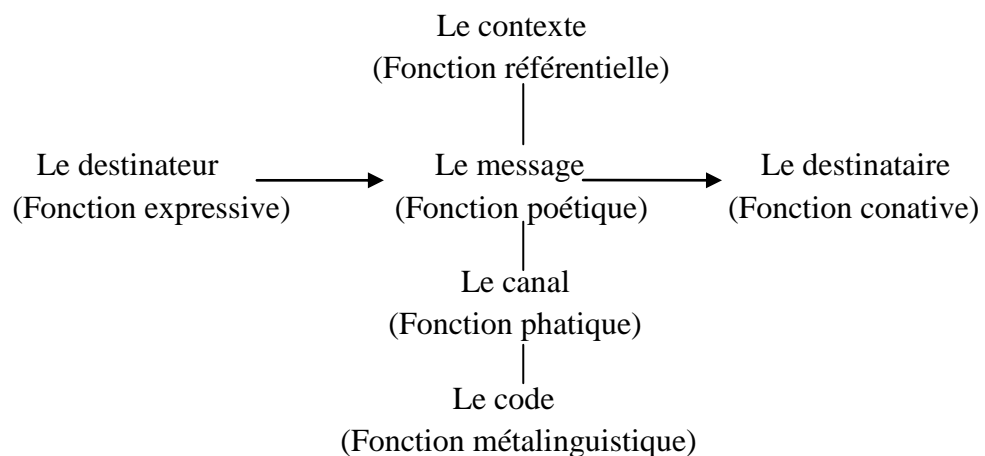 Le contexte
(Fonction référentielle)
Le destinateur Le message Le destinataire
(Fonction expressive) (Fonction poétique) (Fonction conative)
Le canal
(Fonction phatique)
Le code
(Fonction métalinguistique)